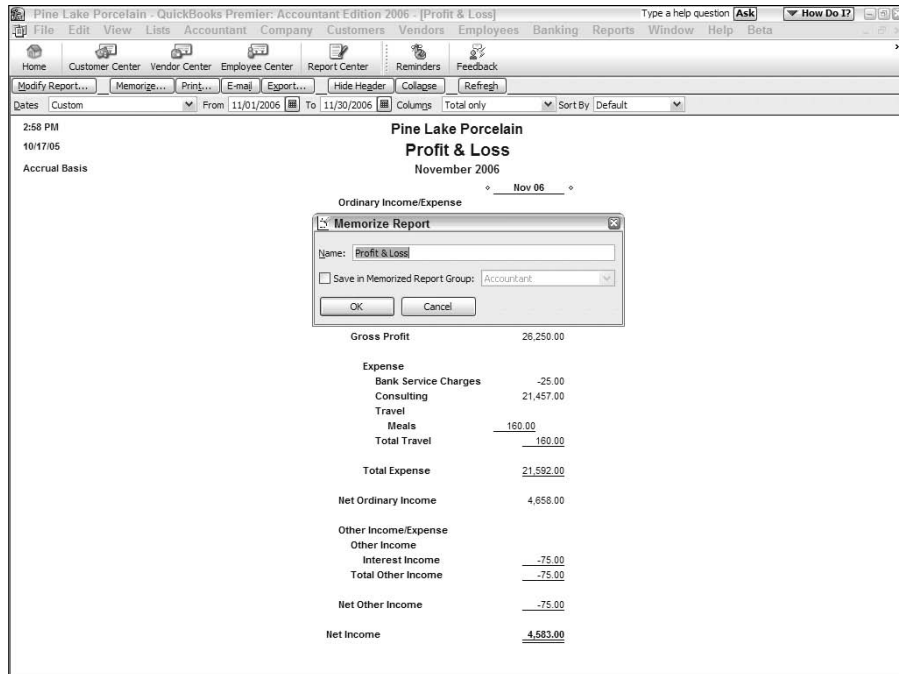 Pine Lake Porcelain - QuickBooks Premier: Accountant Edition 2006 - [Profit & Loss]
Type a help question Ask How Do I?
File Edit View Lists Accountant Company Customers Vendors Employees Banking Reports Window Help Beta
Home Customer Center Vendor Center Employee Center Report Center Reminders Feedback
Modify Report... Memorize... Print... E-mail Export... Hide Header Collapse Refresh
Dates Custom From 11/01/2006 To 11/30/2006 Columns Total only Sort By Default
2:58 PM
10/17/05
Accrual Basis
Pine Lake Porcelain
Profit & Loss
November 2006
Nov 06
Ordinary Income/Expense
Memorize Report
Name: Profit & Loss
Save in Memorized Report Group: Accountant
OK Cancel
Gross Profit 26,250.00
Expense
Bank Service Charges -25.00
Consulting 21,457.00
Travel
Meals 160.00
Total Travel 160.00
Total Expense 21,592.00
Net Ordinary Income 4,658.00
Other Income/Expense
Other Income
Interest Income -75.00
Total Other Income -75.00
Net Other Income -75.00
Net Income 4,583.00